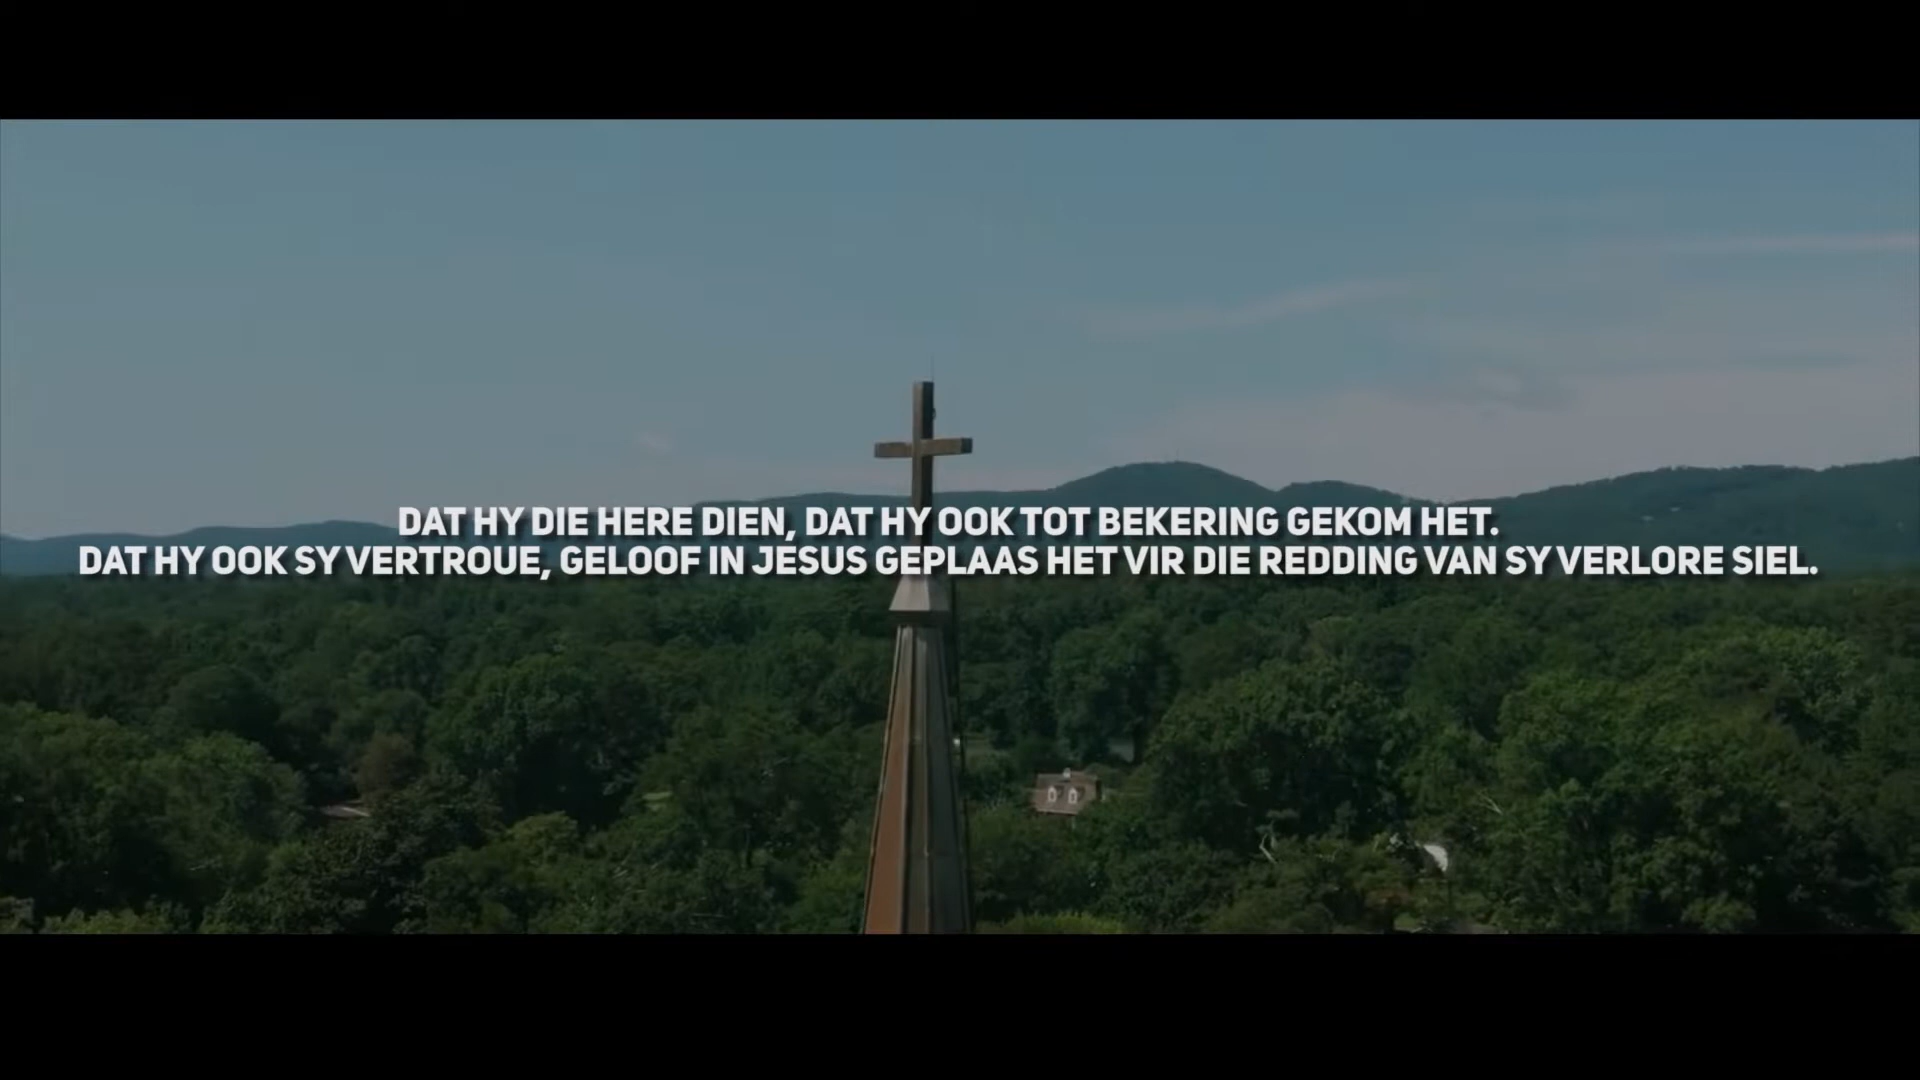 DAT HY DIE HERE DIEN, DAT HY OOK TOT BEKERING GEKOM HET.
DAT HY OOK SY VERTROUE, GELOOF IN JESUS GEPLAAS HET VIR DIE REDDING VAN SY VERLORE SIEL.